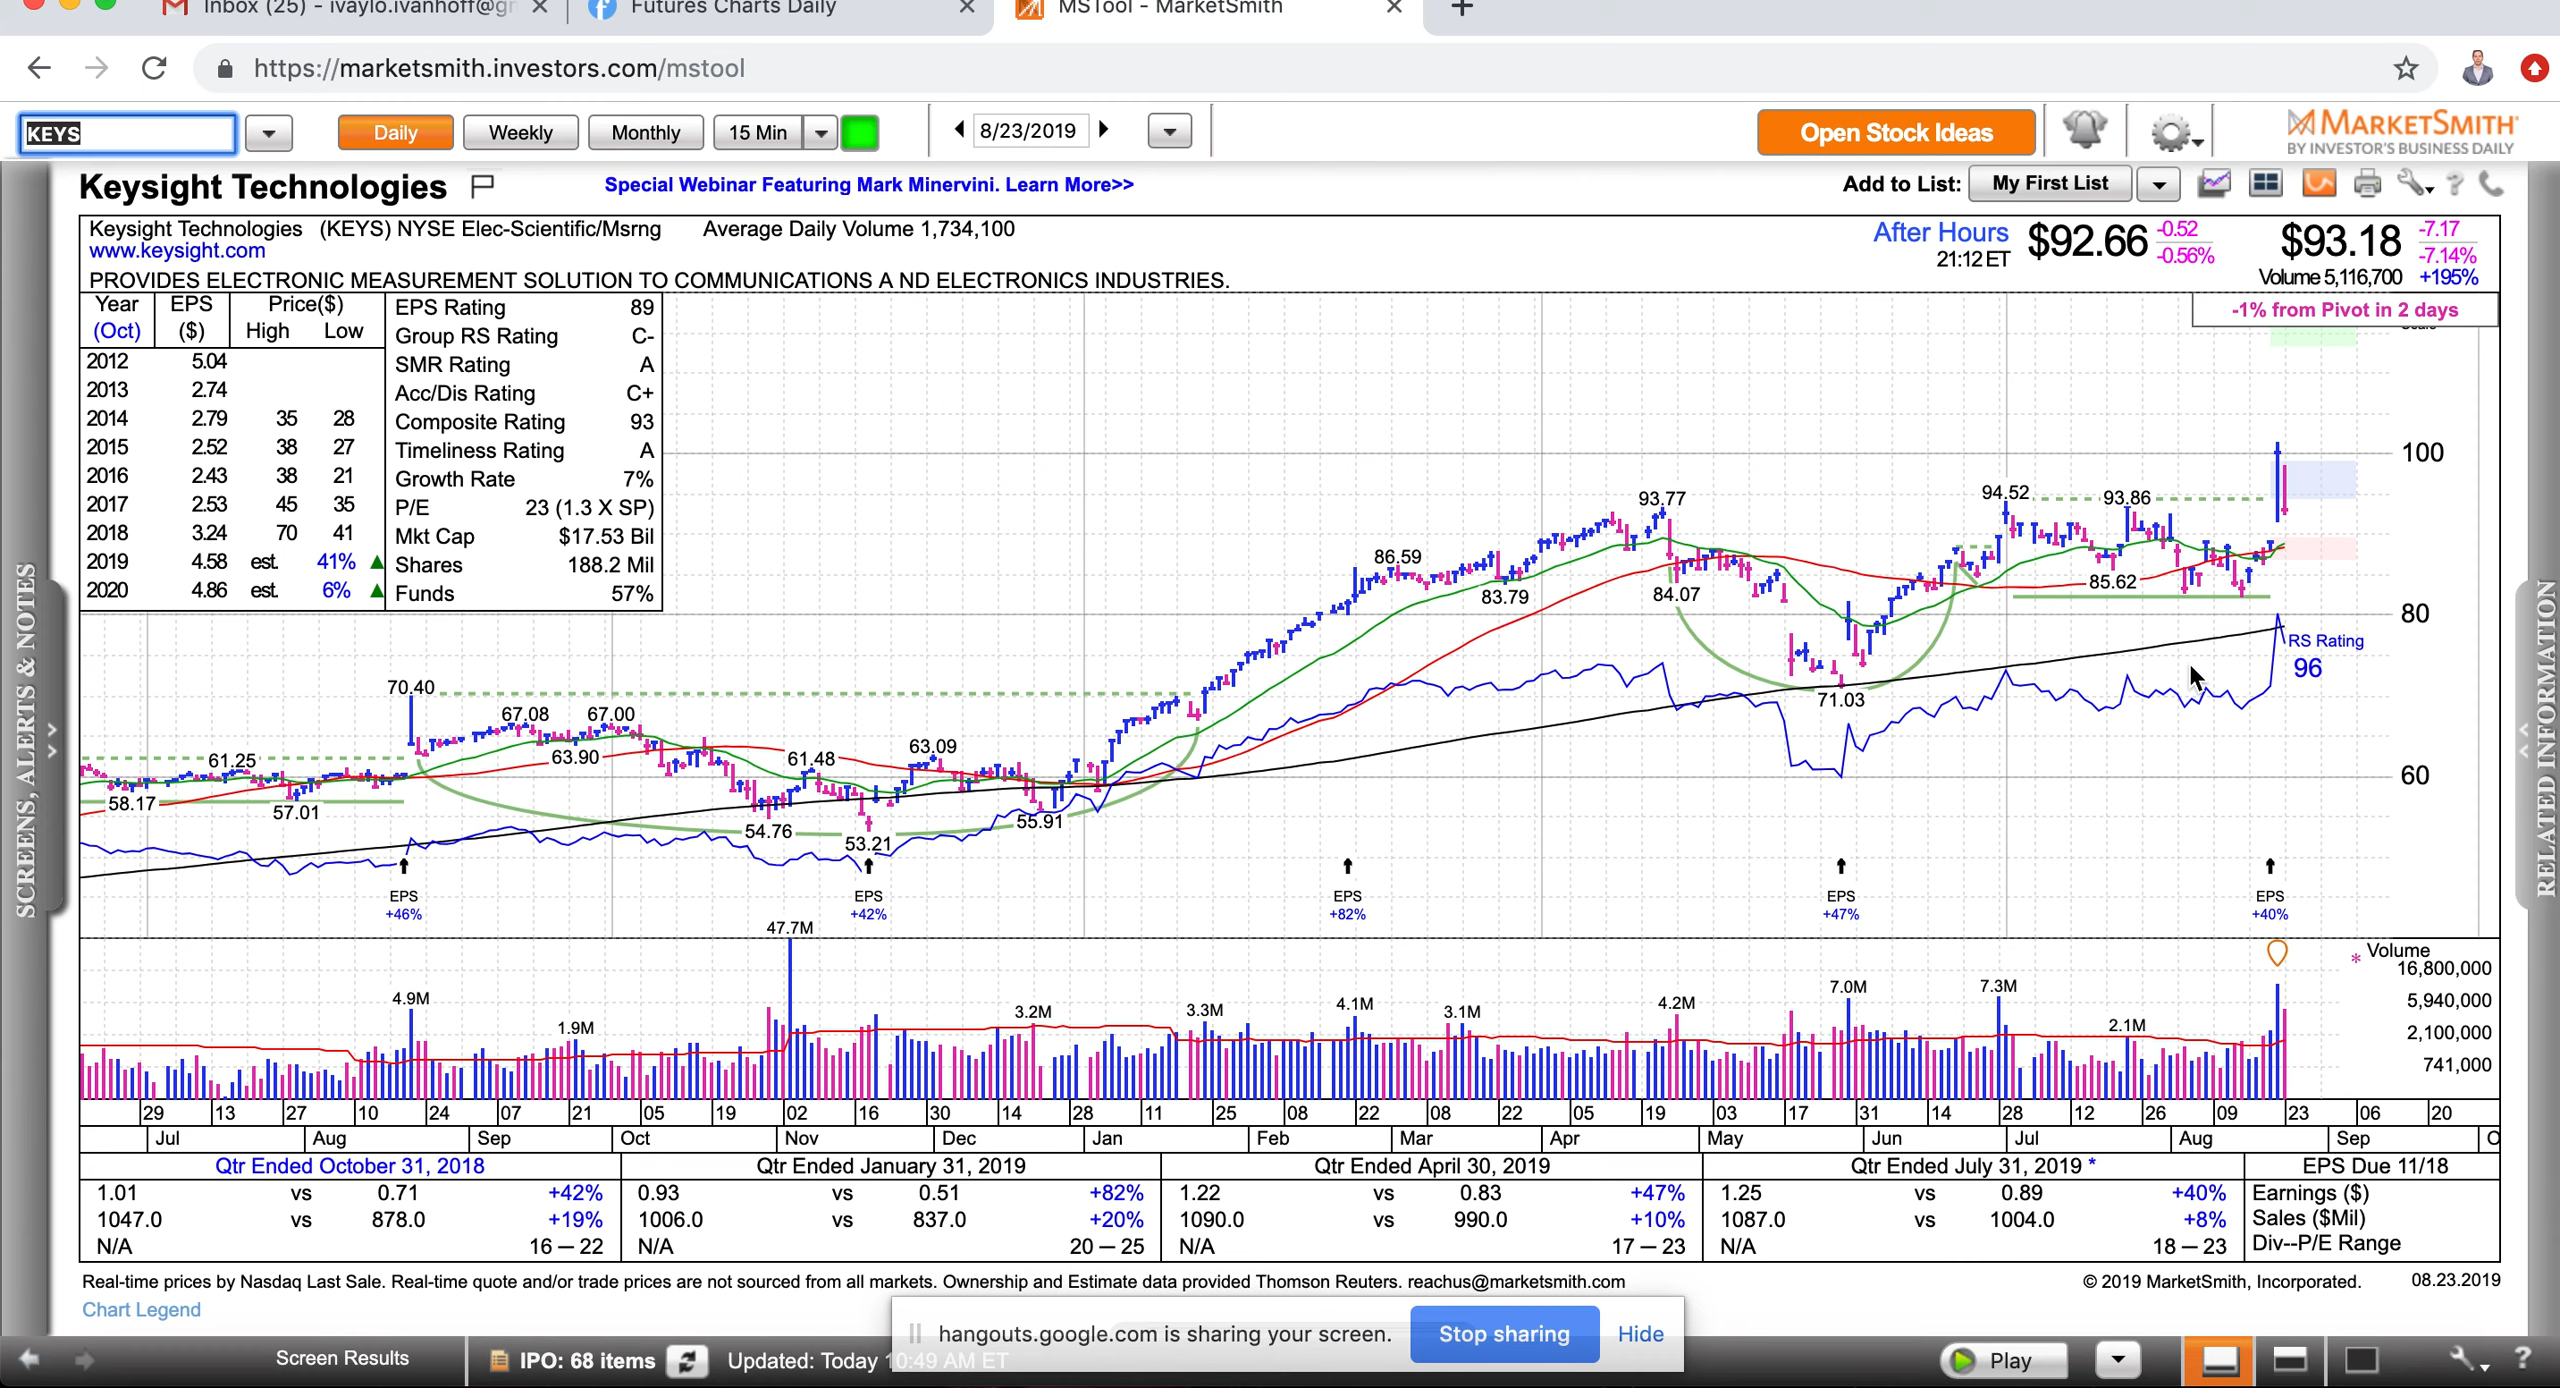 Inbox (25) - ivaylo.ivanhoff@gm
Futures Charts Daily
MSTool - MarketSmith
https://marketsmith.investors.com/mstool
KEYS
Daily
Weekly
Monthly
15 Min
8/23/2019
Open Stock Ideas
MARKETSMITH
BY INVESTOR'S BUSINESS DAILY
Keysight Technologies
Special Webinar Featuring Mark Minervini. Learn More>>
Add to List: My First List
Keysight Technologies (KEYS) NYSE Elec-Scientific/Msrng Average Daily Volume 1,734,100
www.keysight.com
PROVIDES ELECTRONIC MEASUREMENT SOLUTION TO COMMUNICATIONS A ND ELECTRONICS INDUSTRIES.
After Hours $92.66 -0.52
21:12 ET -0.56%
$93.18 -7.17
-7.14%
Volume 5,116,700 +195%
-1% from Pivot in 2 days
Year EPS Price($)
(Oct) ($) High Low
2012 5.04
2013 2.74
2014 2.79 35 28
2015 2.52 38 27
2016 2.43 38 21
2017 2.53 45 35
2018 3.24 70 41
2019 4.58 est. 41%
2020 4.86 est. 6%
EPS Rating 89
Group RS Rating C-
SMR Rating A
Acc/Dis Rating C+
Composite Rating 93
Timeliness Rating A
Growth Rate 7%
P/E 23 (1.3 X SP)
Mkt Cap $17.53 Bil
Shares 188.2 Mil
Funds 57%
100
93.77
94.52
93.86
86.59
83.79
84.07
85.62
80
RS Rating
96
70.40
71.03
67.08
67.00
61.25
63.90
61.48
63.09
60
58.17
57.01
54.76
53.21
55.91
EPS EPS EPS EPS EPS
+46% +42% +82% +47% +40%
47.7M
Volume
* 16,800,000
5,940,000
2,100,000
741,000
4.9M
1.9M
3.2M
3.3M
4.1M
3.1M
4.2M
7.0M
7.3M
2.1M
29 13 27 10 24 07 21 05 19 02 16 30 14 28 11 25 08 22 08 22 05 19 03 17 31 14 28 12 26 09 23 06 20
Jul Aug Sep Oct Nov Dec Jan Feb Mar Apr May Jun Jul Aug Sep
Qtr Ended October 31, 2018 Qtr Ended January 31, 2019 Qtr Ended April 30, 2019 Qtr Ended July 31, 2019 * EPS Due 11/18
1.01 vs 0.71 +42% 0.93 vs 0.51 +82% 1.22 vs 0.83 +47% 1.25 vs 0.89 +40% Earnings ($)
1047.0 vs 878.0 +19% 1006.0 vs 837.0 +20% 1090.0 vs 990.0 +10% 1087.0 vs 1004.0 +8% Sales ($Mil)
N/A 16 – 22 N/A 20 – 25 N/A 17 – 23 N/A 18 – 23 Div--P/E Range
Real-time prices by Nasdaq Last Sale. Real-time quote and/or trade prices are not sourced from all markets. Ownership and Estimate data provided Thomson Reuters. reachus@marketsmith.com
© 2019 MarketSmith, Incorporated. 08.23.2019
Chart Legend
SCREENS, ALERTS & NOTES
RELATED INFORMATION
hangouts.google.com is sharing your screen. Stop sharing Hide
Screen Results
IPO: 68 items
Updated: Today 10:49 AM ET
Play